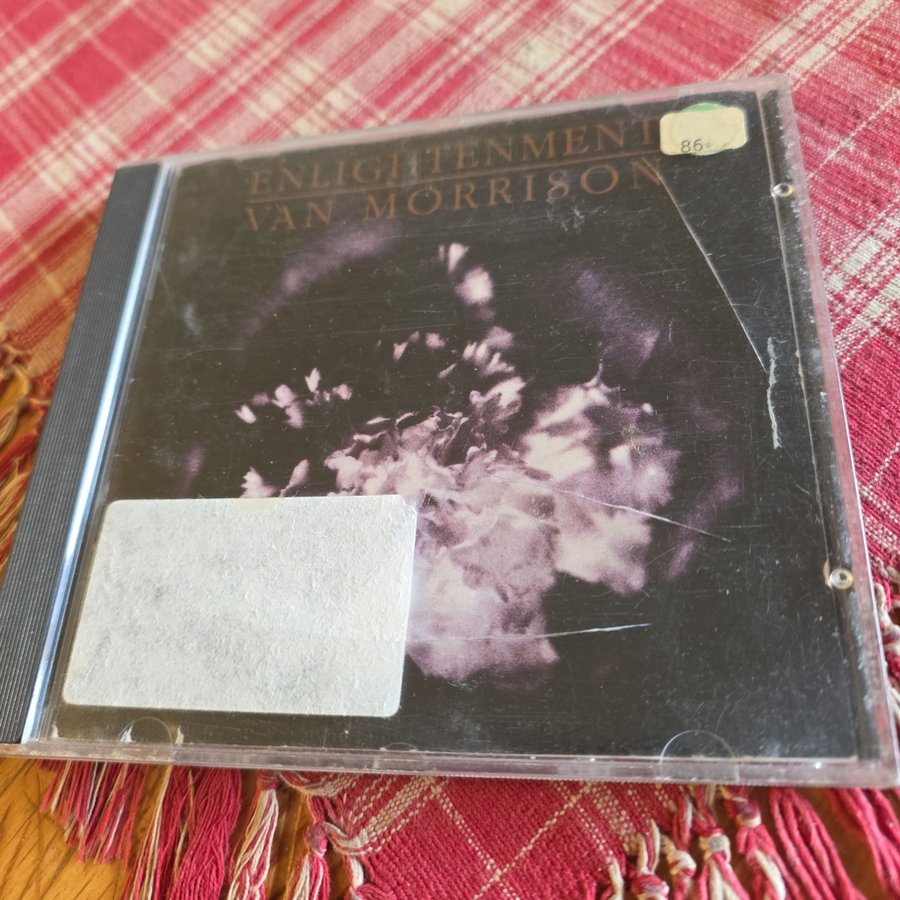 ENLIGHTENMENT
VAN MORRISON
86